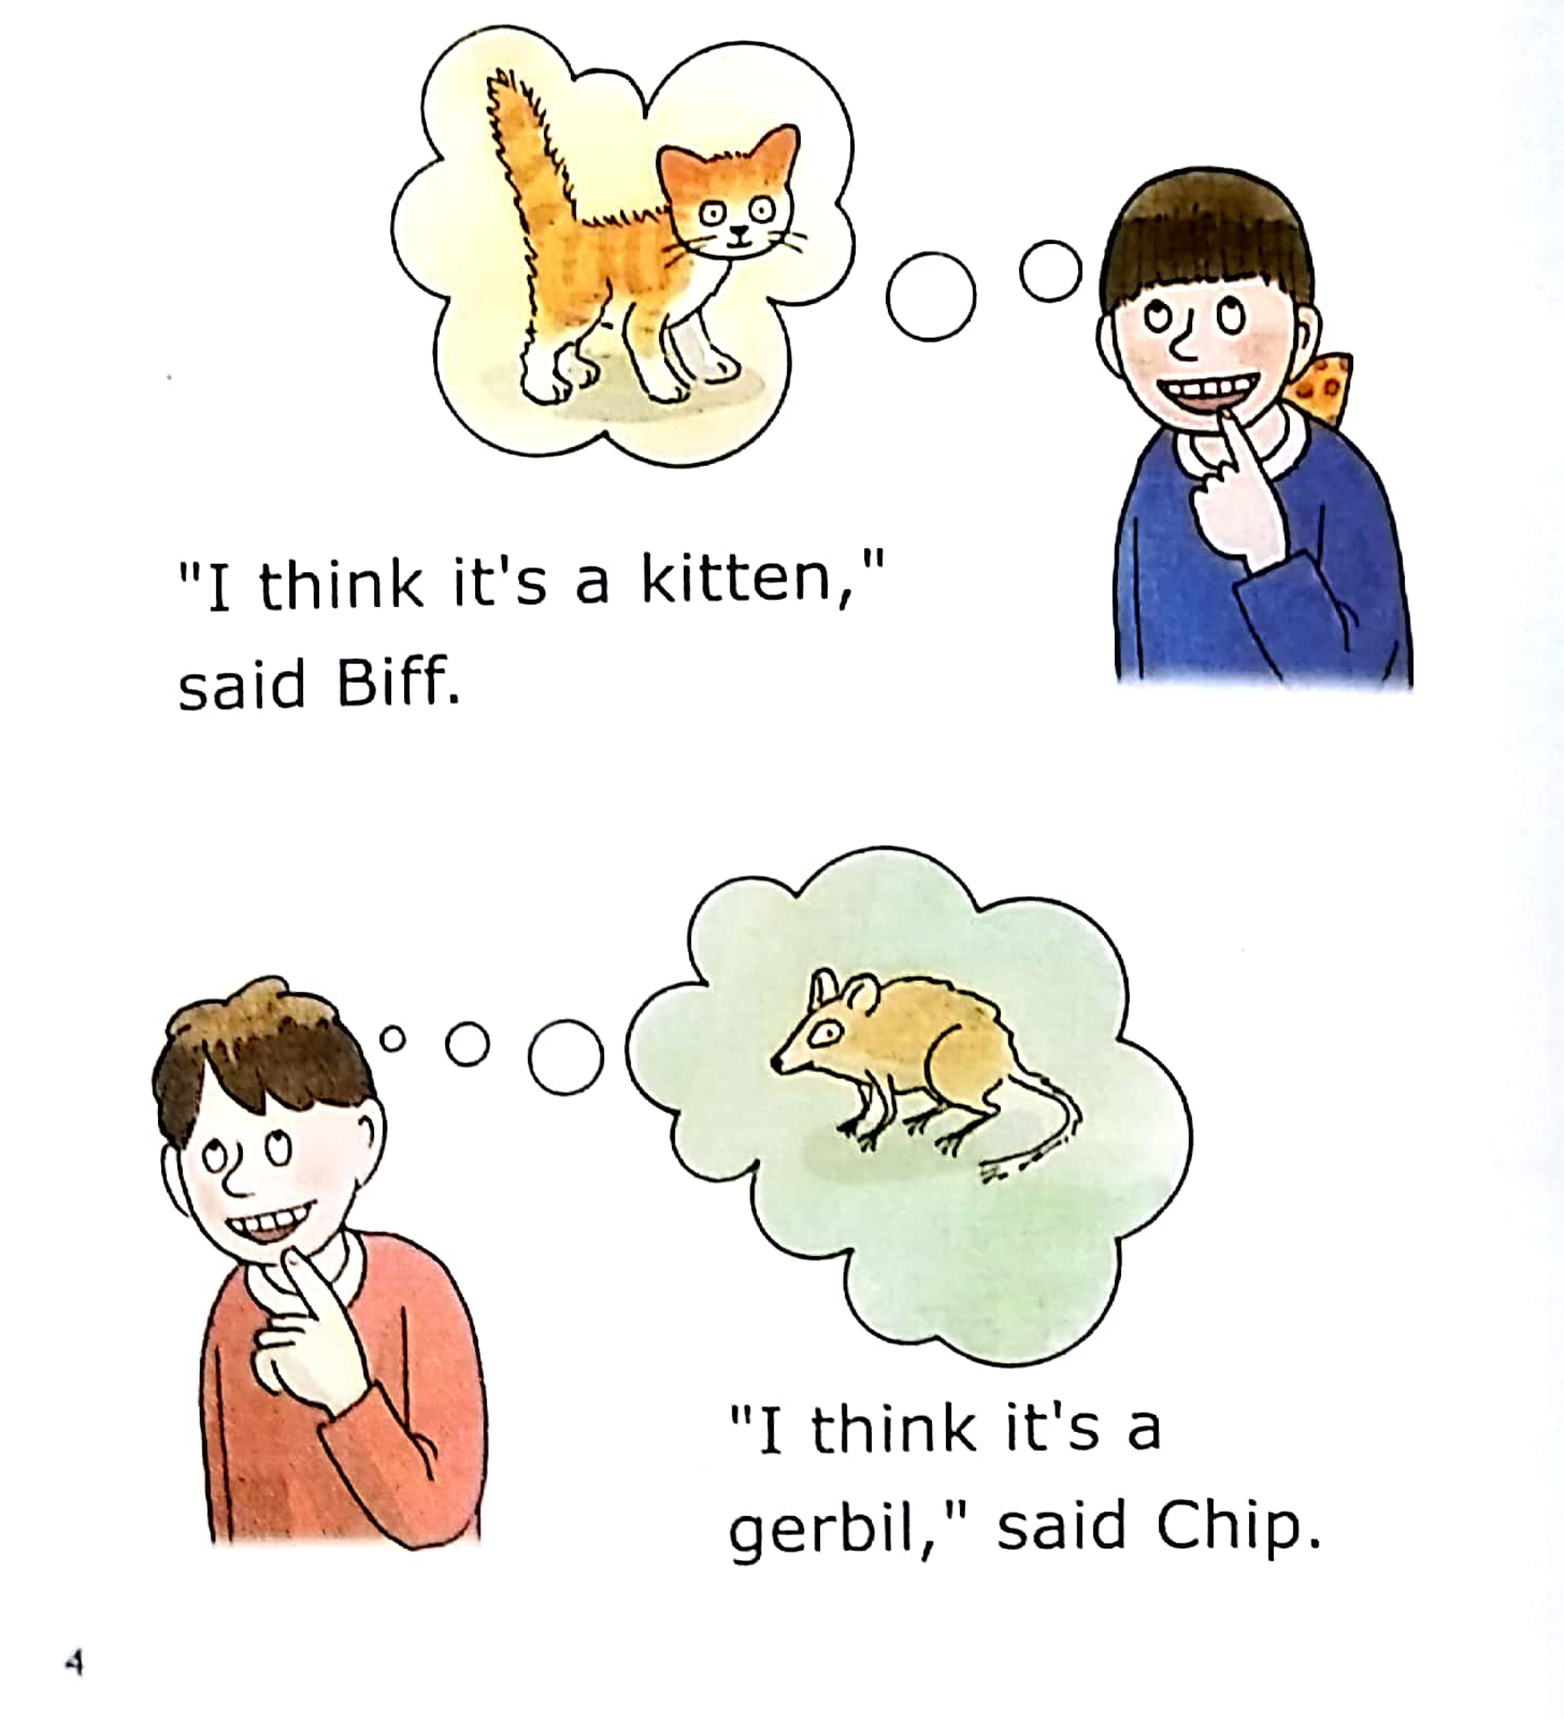 "I think it's a kitten,"
said Biff.
"I think it's a
gerbil," said Chip.
4